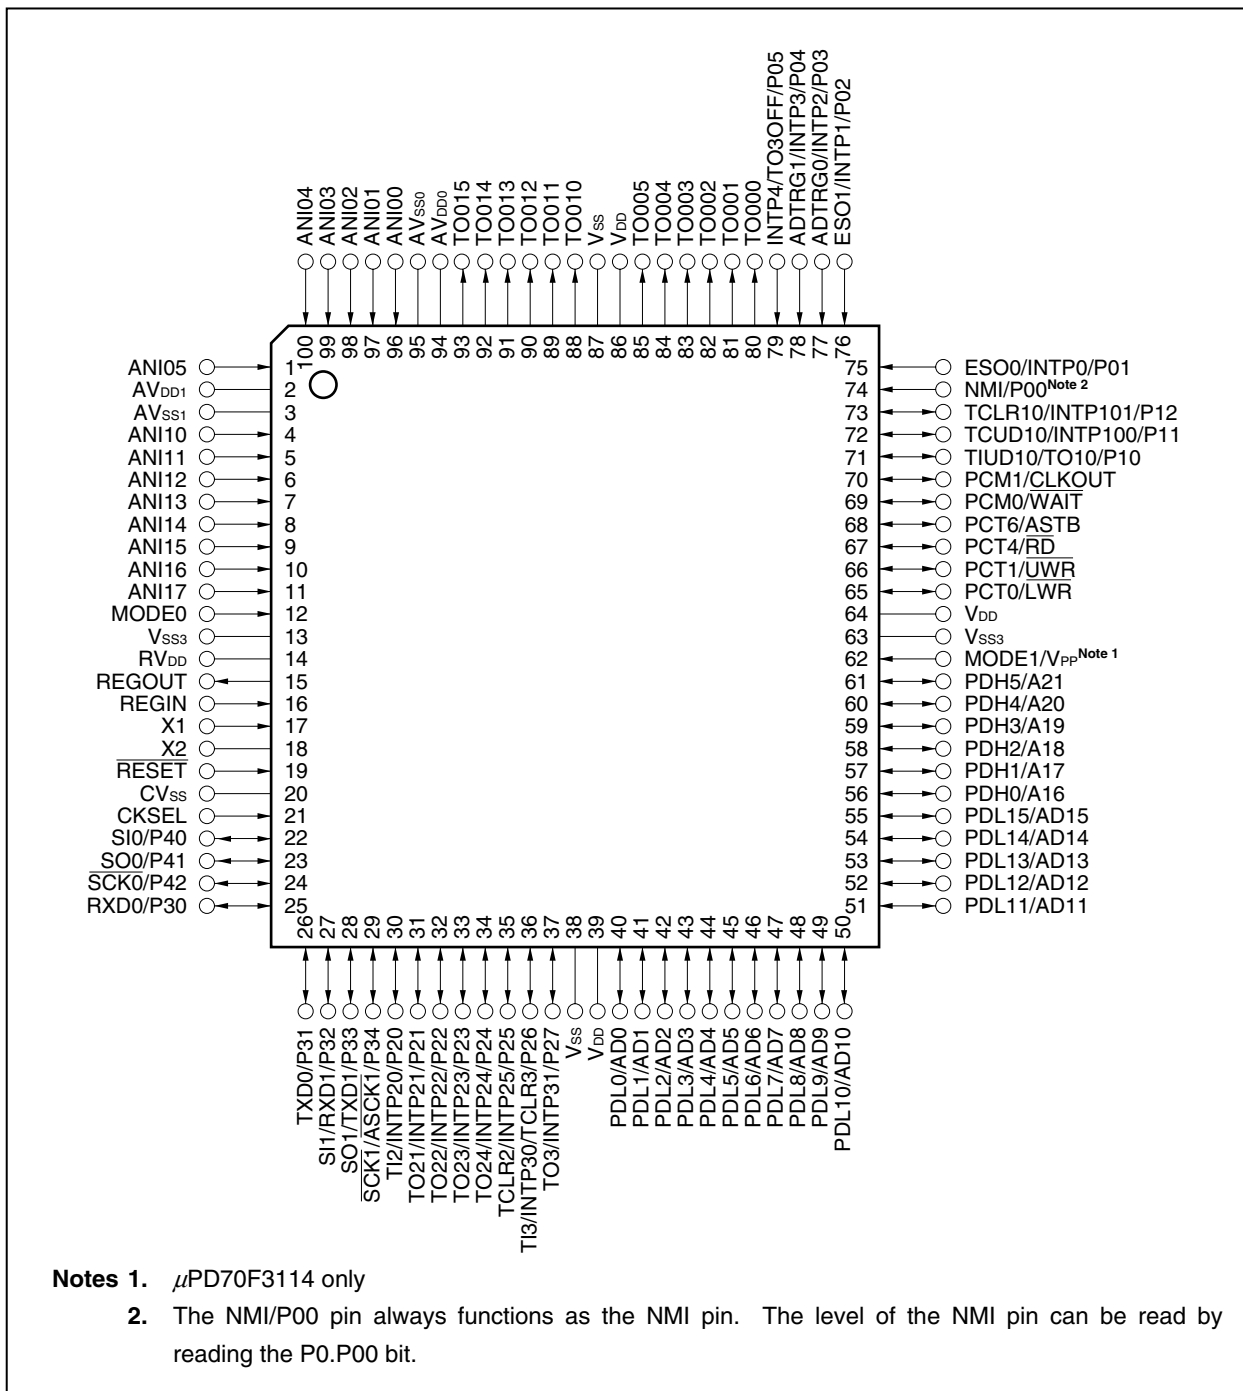 ANI04
ANI03
ANI02
ANI01
ANI00
AVSS0
AVDD0
TO015
TO014
TO013
TO012
TO011
TO010
VSS
VDD
TO005
TO004
TO003
TO002
TO001
TO000
INTP4/TO3OFF/P05
ADTRG1/INTP3/P04
ADTRG0/INTP2/P03
ESO1/INTP1/P02
100
99
98
97
96
95
94
93
92
91
90
89
88
87
86
85
84
83
82
81
80
79
78
77
76
ANI05 1
AVDD1 2
AVSS1 3
ANI10 4
ANI11 5
ANI12 6
ANI13 7
ANI14 8
ANI15 9
ANI16 10
ANI17 11
MODE0 12
VSS3 13
RVDD 14
REGOUT 15
REGIN 16
X1 17
X2 18
RESET 19
CVSS 20
CKSEL 21
SI0/P40 22
SO0/P41 23
SCK0/P42 24
RXD0/P30 25
75 ESO0/INTP0/P01
74 NMI/P00Note 2
73 TCLR10/INTP101/P12
72 TCUD10/INTP100/P11
71 TIUD10/TO10/P10
70 PCM1/CLKOUT
69 PCM0/WAIT
68 PCT6/ASTB
67 PCT4/RD
66 PCT1/UWR
65 PCT0/LWR
64 VDD
63 VSS3
62 MODE1/VPPNote 1
61 PDH5/A21
60 PDH4/A20
59 PDH3/A19
58 PDH2/A18
57 PDH1/A17
56 PDH0/A16
55 PDL15/AD15
54 PDL14/AD14
53 PDL13/AD13
52 PDL12/AD12
51 PDL11/AD11
26
27
28
29
30
31
32
33
34
35
36
37
38
39
40
41
42
43
44
45
46
47
48
49
50
TXD0/P31
SI1/RXD1/P32
SO1/TXD1/P33
SCK1/ASCK1/P34
TI2/INTP20/P20
TO21/INTP21/P21
TO22/INTP22/P22
TO23/INTP23/P23
TO24/INTP24/P24
TCLR2/INTP25/P25
TI3/INTP30/TCLR3/P26
TO3/INTP31/P27
VSS
VDD
PDL0/AD0
PDL1/AD1
PDL2/AD2
PDL3/AD3
PDL4/AD4
PDL5/AD5
PDL6/AD6
PDL7/AD7
PDL8/AD8
PDL9/AD9
PDL10/AD10
Notes 1. μPD70F3114 only
2. The NMI/P00 pin always functions as the NMI pin. The level of the NMI pin can be read by
reading the P0.P00 bit.